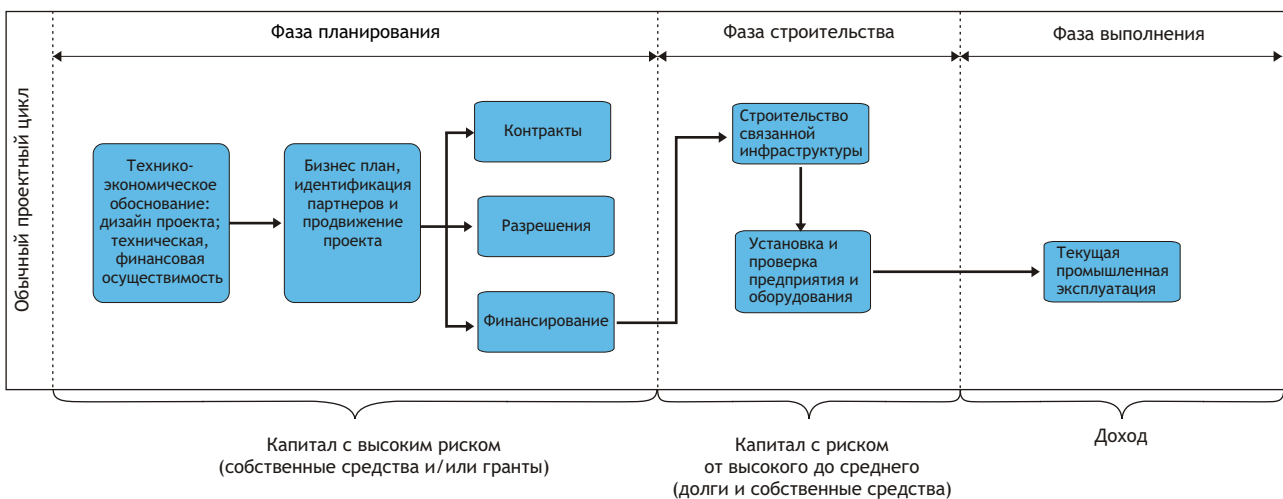 Фаза планирования
Фаза строительства
Фаза выполнения
Обычный проектный цикл
Технико-
экономическое
обоснование:
дизайн проекта;
техническая,
финансовая
осуществимость
Бизнес план,
идентификация
партнеров и
продвижение
проекта
Контракты
Разрешения
Финансирование
Строительство
связанной
инфраструктуры
Установка и
проверка
предприятия и
оборудования
Текущая
промышленная
эксплуатация
Капитал с высоким риском
(собственные средства и/или гранты)
Капитал с риском
от высокого до среднего
(долги и собственные средства)
Доход